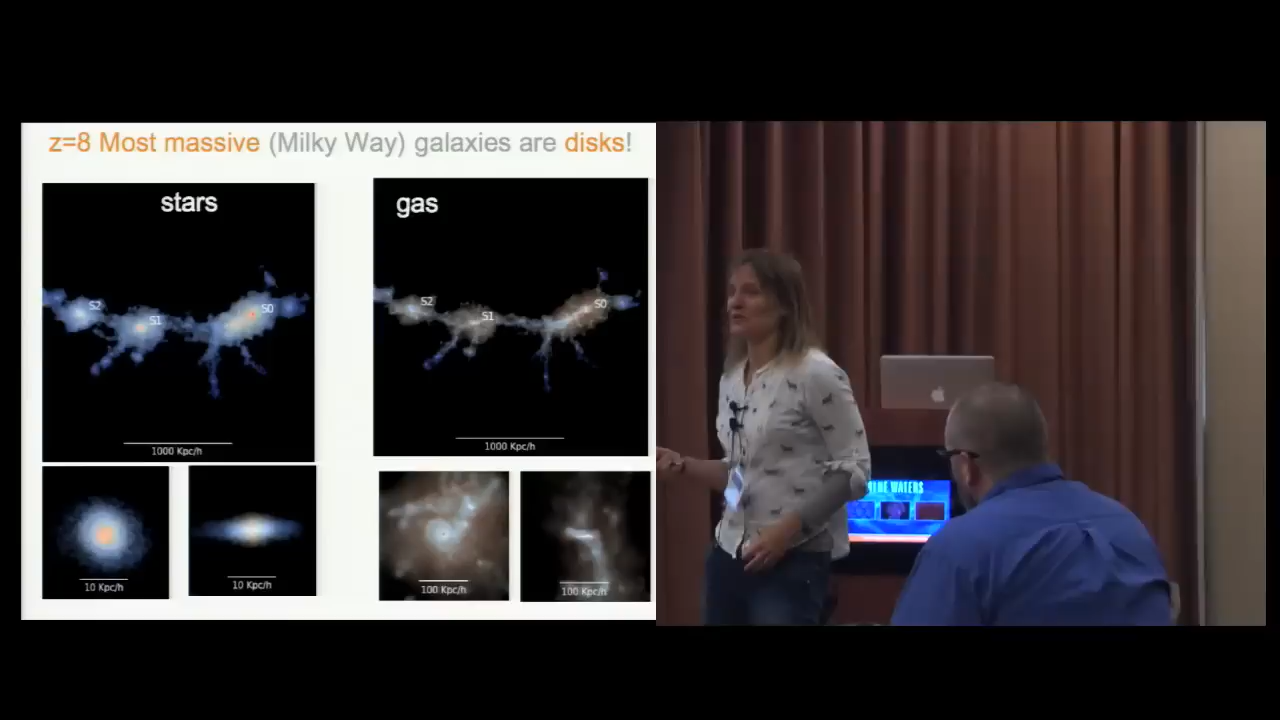 z=8 Most massive (Milky Way) galaxies are disks!
stars
S2
S1
S0
1000 Kpc/h
10 Kpc/h
10 Kpc/h
gas
S2
S1
S0
1000 Kpc/h
100 Kpc/h
100 Kpc/h
WATERS